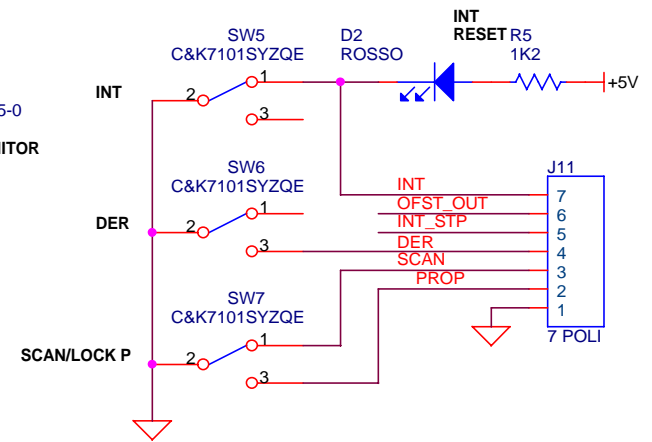 INT
SW5
D2
RESET
R5
C&K7101SYZQE
ROSSO
1K2
INT
1
2
3
+5V
5-0
NITOR
SW6
C&K7101SYZQE
J11
DER
1
2
3
INT
7
OFST_OUT
6
INT_STP
5
DER
4
SCAN
3
PROP
2
1
7 POLI
SW7
C&K7101SYZQE
SCAN/LOCK P
1
2
3